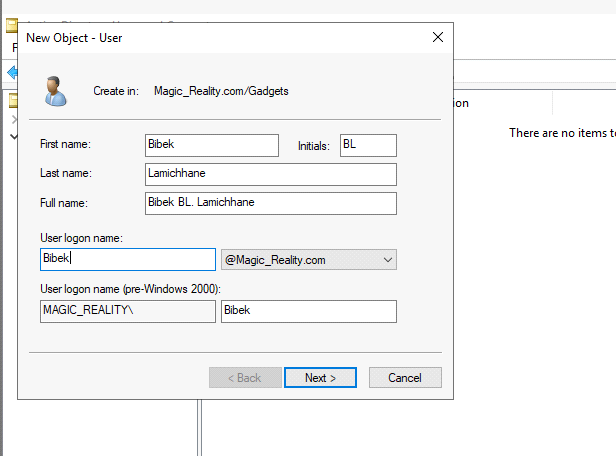 New Object - User
Create in: Magic_Reality.com/Gadgets
First name: Bibek Initials: BL
Last name: Lamichhane
Full name: Bibek BL. Lamichhane
User logon name:
Bibek @Magic_Reality.com
User logon name (pre-Windows 2000):
MAGIC_REALITY\ Bibek
< Back Next > Cancel
There are no items